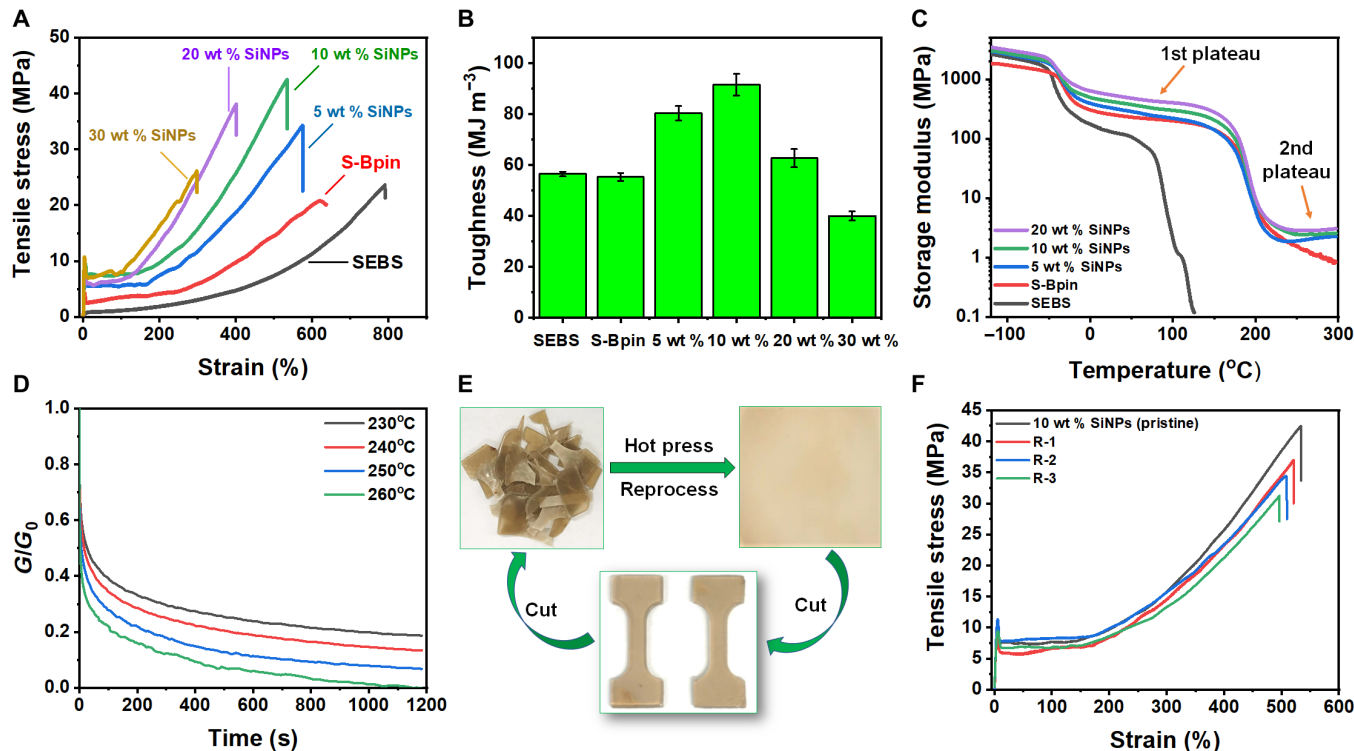 A
Tensile stress (MPa)
50
40
30
20
10
0
20 wt % SiNPs
10 wt % SiNPs
30 wt % SiNPs
5 wt % SiNPs
S-Bpin
SEBS
0 200 400 600 800
Strain (%)
B
Toughness (MJ m⁻³)
100
80
60
40
20
0
SEBS S-Bpin 5 wt % 10 wt % 20 wt % 30 wt %
C
Storage modulus (MPa)
1000
100
10
1
0.1
1st plateau
2nd
plateau
20 wt % SiNPs
10 wt % SiNPs
5 wt % SiNPs
S-Bpin
SEBS
-100 0 100 200 300
Temperature (°C)
D
G/G₀
1.0
0.8
0.6
0.4
0.2
0.0
230°C
240°C
250°C
260°C
0 200 400 600 800 1000 1200
Time (s)
E
Hot press
Reprocess
Cut
Cut
F
Tensile stress (MPa)
45
40
35
30
25
20
15
10
5
0
10 wt % SiNPs (pristine)
R-1
R-2
R-3
0 100 200 300 400 500 600
Strain (%)